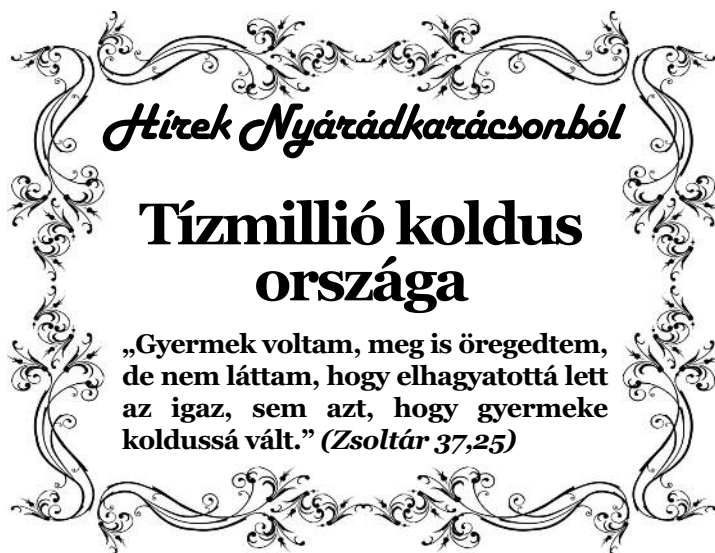 Hírek Nyárádkarácsonból
Tízmillió koldus
országa
„Gyermek voltam, meg is öregedtem,
de nem láttam, hogy elhagyatottá lett
az igaz, sem azt, hogy gyermeke
koldussá vált.” (Zsoltár 37,25)